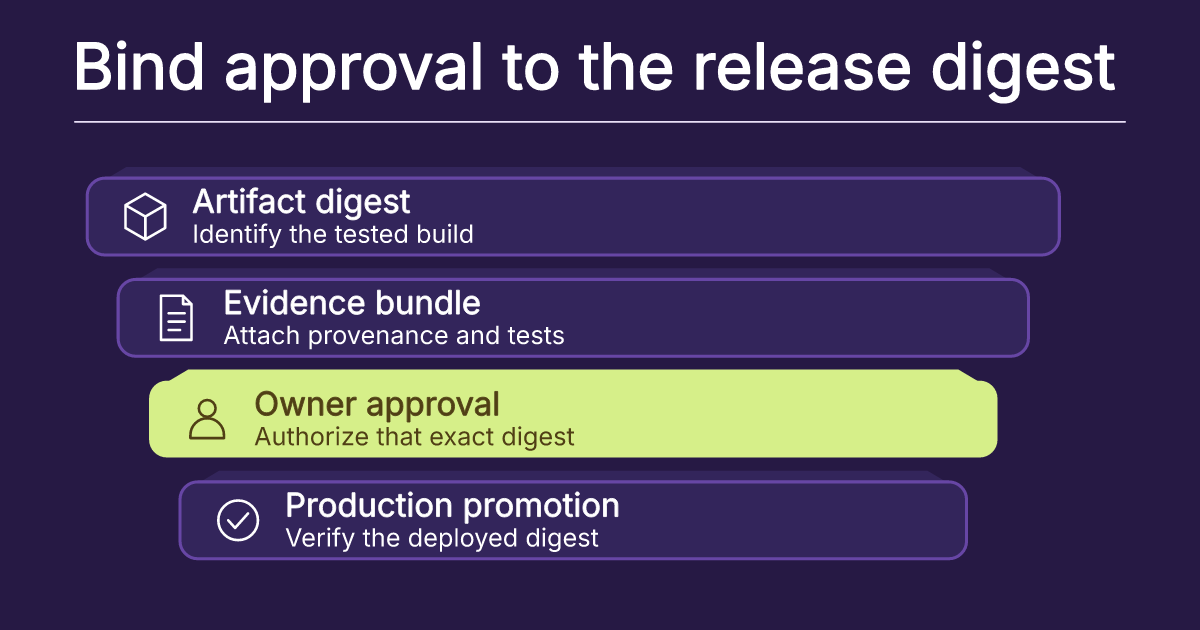 Bind approval to the release digest
Artifact digest
Identify the tested build
Evidence bundle
Attach provenance and tests
Owner approval
Authorize that exact digest
Production promotion
Verify the deployed digest